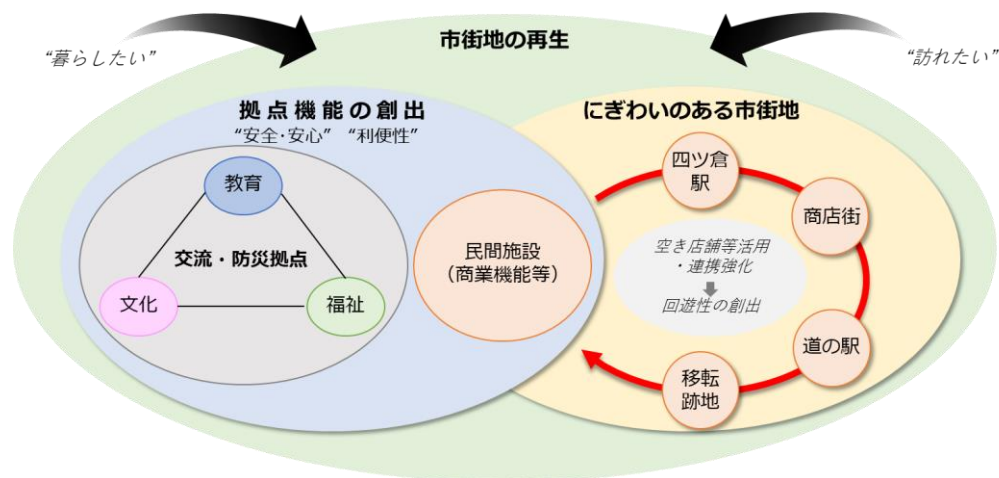 市街地の再生
“暮らしたい”
“訪れたい”
拠点機能の創出
“安全・安心” “利便性”
教育
交流・防災拠点
文化
福祉
民間施設
（商業機能等）
にぎわいのある市街地
四ツ倉
駅
商店街
空き店舗等活用
・連携強化
回遊性の創出
道の駅
移転
跡地